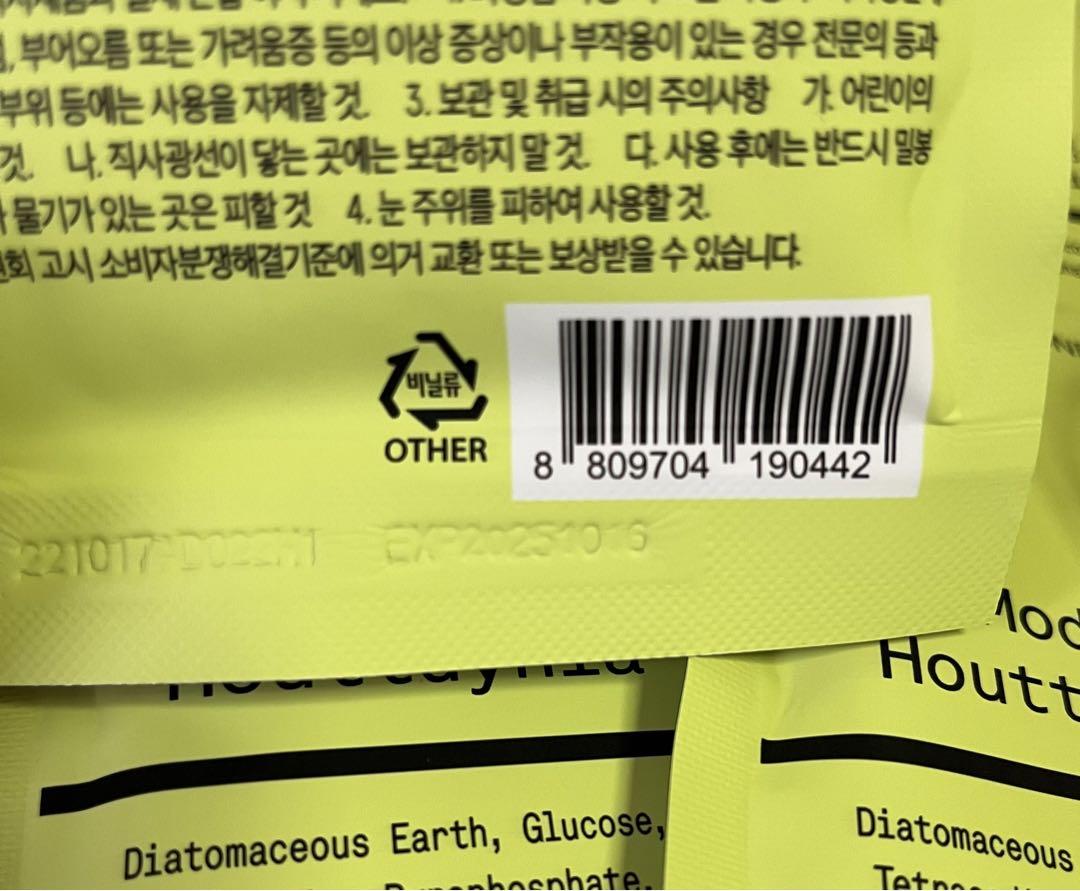 부어오름 또는 가려움증 등의 이상 증상이나 부작용이 있는 경우 전문의 등과
부위 등에는 사용을 자제할 것. 3. 보관 및 취급 시의 주의사항 가. 어린이의
것. 나. 직사광선이 닿는 곳에는 보관하지 말 것. 다. 사용 후에는 반드시 밀봉
물기가 있는 곳은 피할 것 4. 눈 주위를 피하여 사용할 것.
고시 소비자분쟁해결기준에 의거 교환 또는 보상받을 수 있습니다.
비닐류
OTHER
8 809704 190442
221017 EXP20251016
Houttuynia
Houtt
Diatomaceous Earth, Glucose,
Diatomaceous